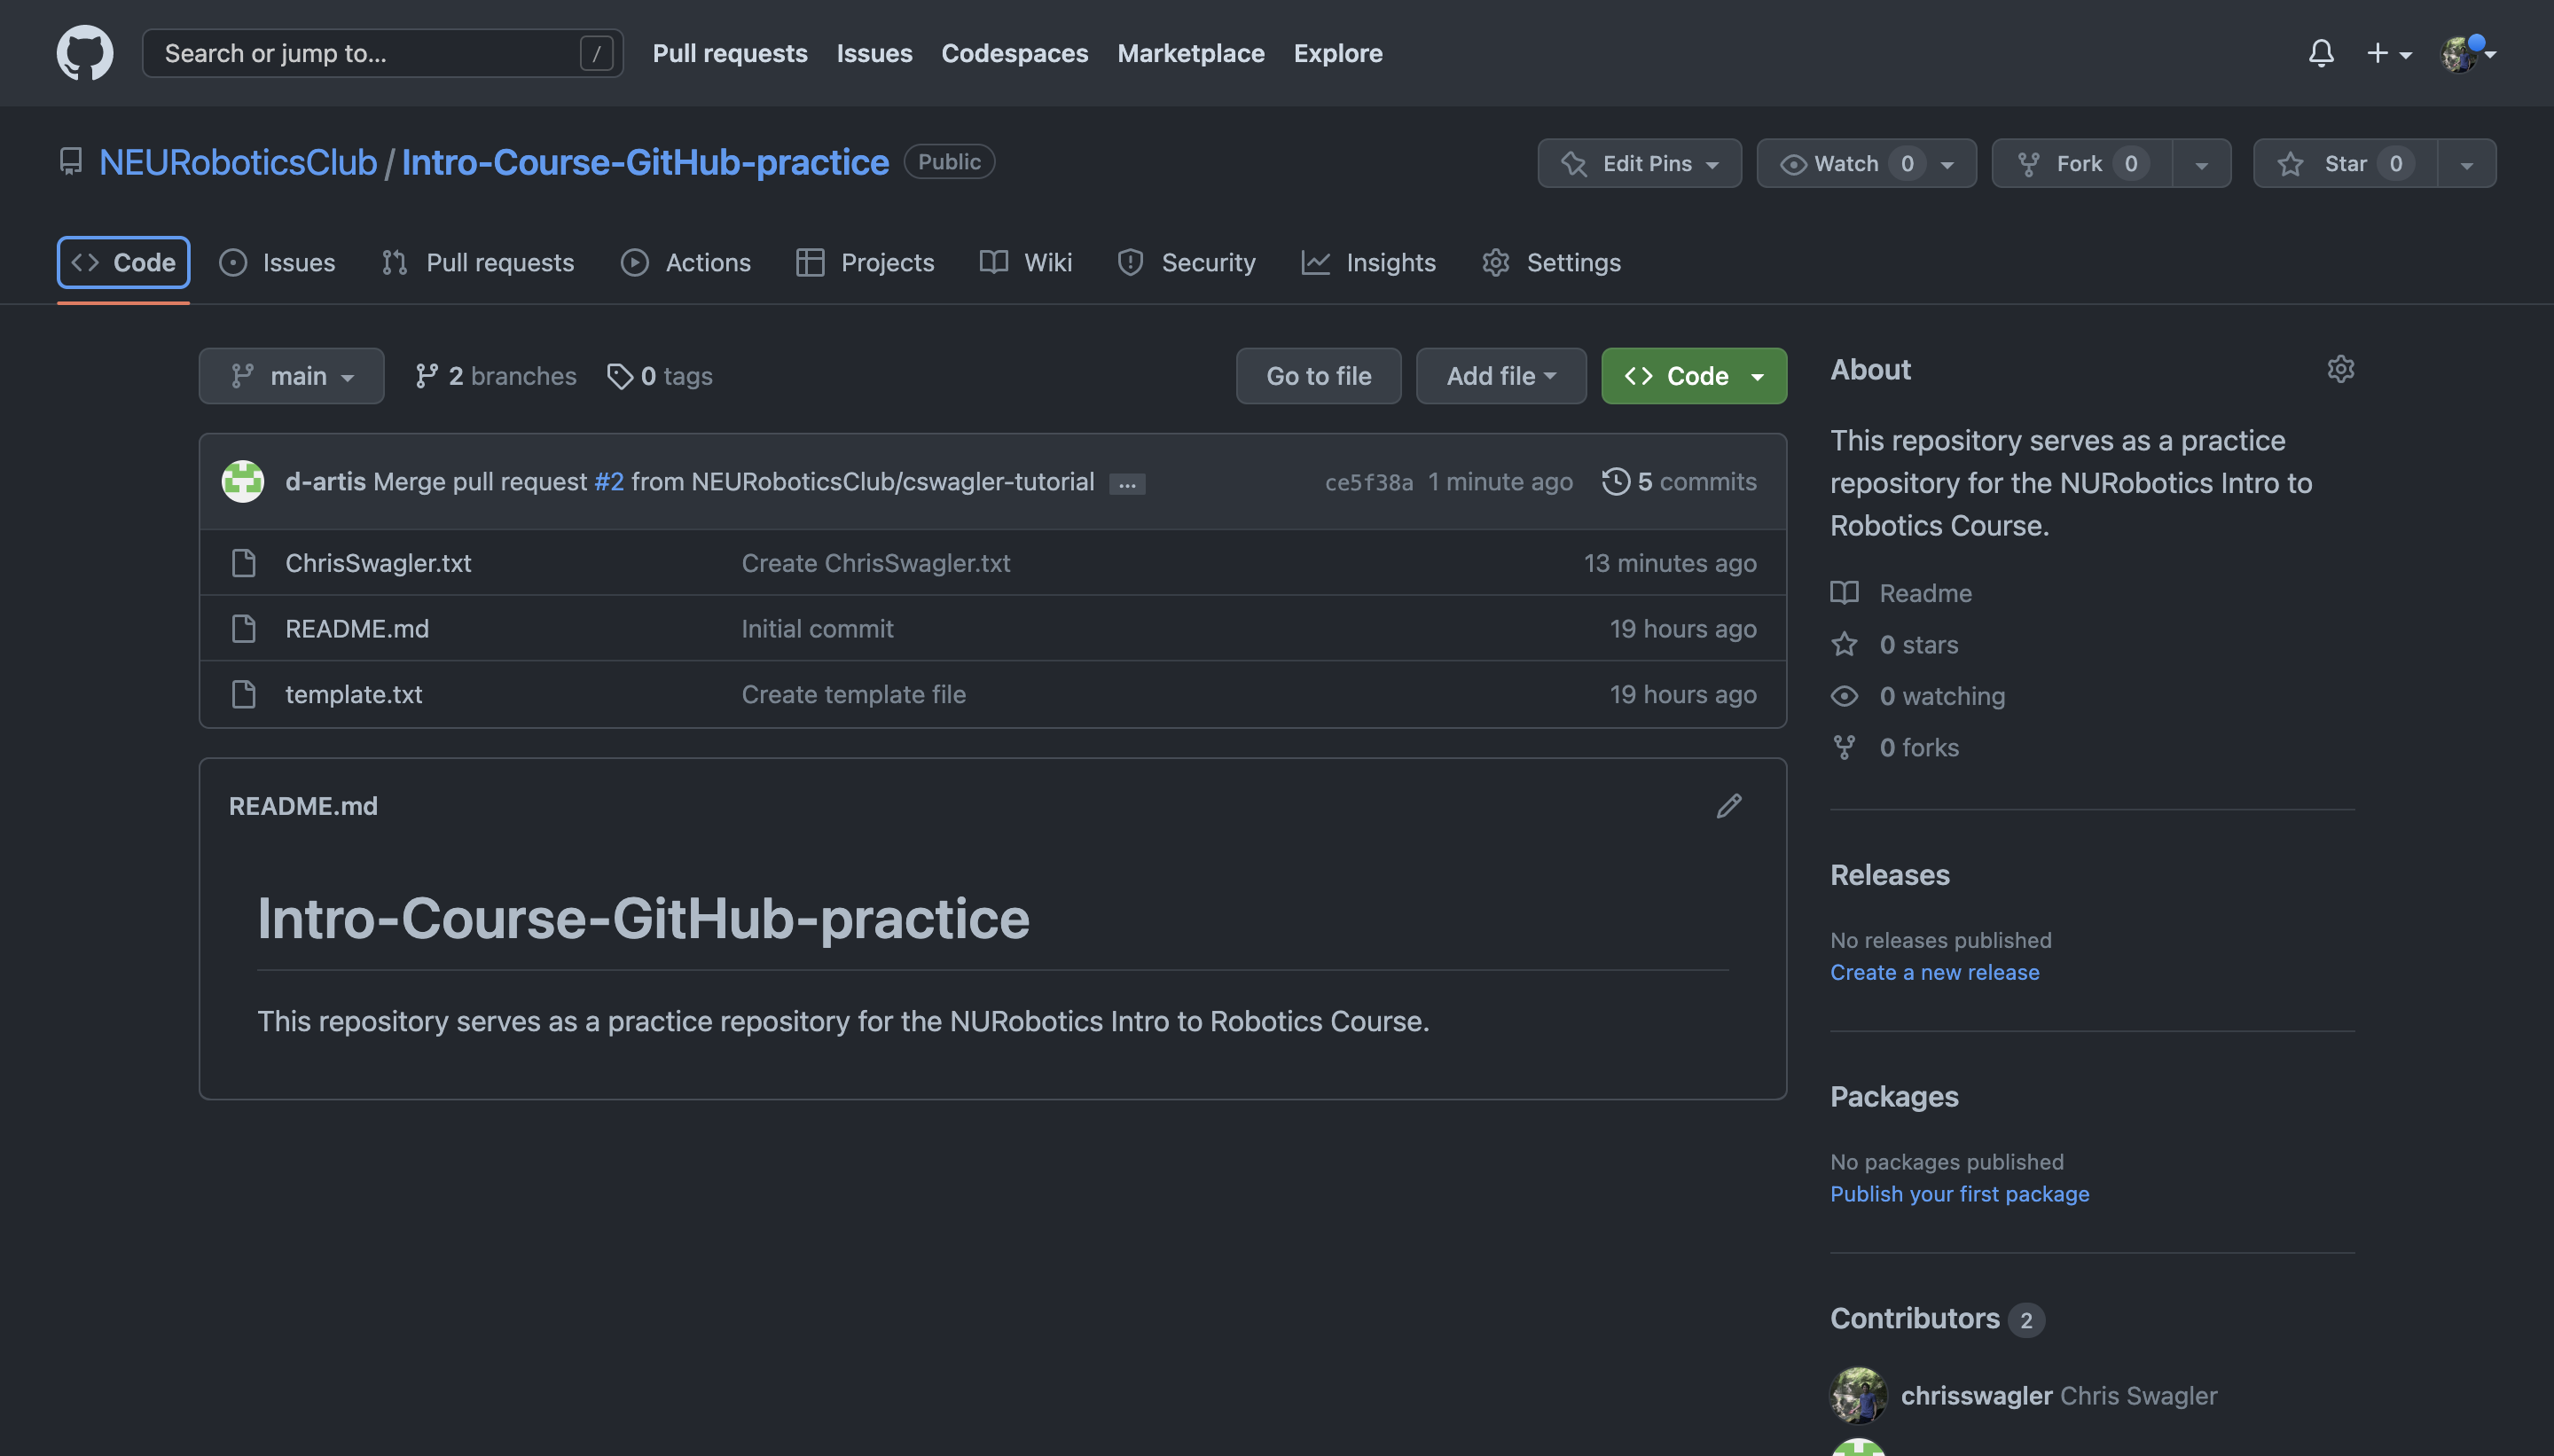 Search or jump to... / Pull requests Issues Codespaces Marketplace Explore
NEURoboticsClub / Intro-Course-GitHub-practice Public Edit Pins Watch 0 Fork 0 Star 0
<> Code Issues Pull requests Actions Projects Wiki Security Insights Settings
main 2 branches 0 tags Go to file Add file <> Code
d-artis Merge pull request #2 from NEURoboticsClub/cswagler-tutorial ... ce5f38a 1 minute ago 5 commits
ChrisSwagler.txt Create ChrisSwagler.txt 13 minutes ago
README.md Initial commit 19 hours ago
template.txt Create template file 19 hours ago
README.md
Intro-Course-GitHub-practice
This repository serves as a practice repository for the NURobotics Intro to Robotics Course.
About
This repository serves as a practice
repository for the NURobotics Intro to
Robotics Course.
Readme
0 stars
0 watching
0 forks
Releases
No releases published
Create a new release
Packages
No packages published
Publish your first package
Contributors 2
chrisswagler Chris Swagler